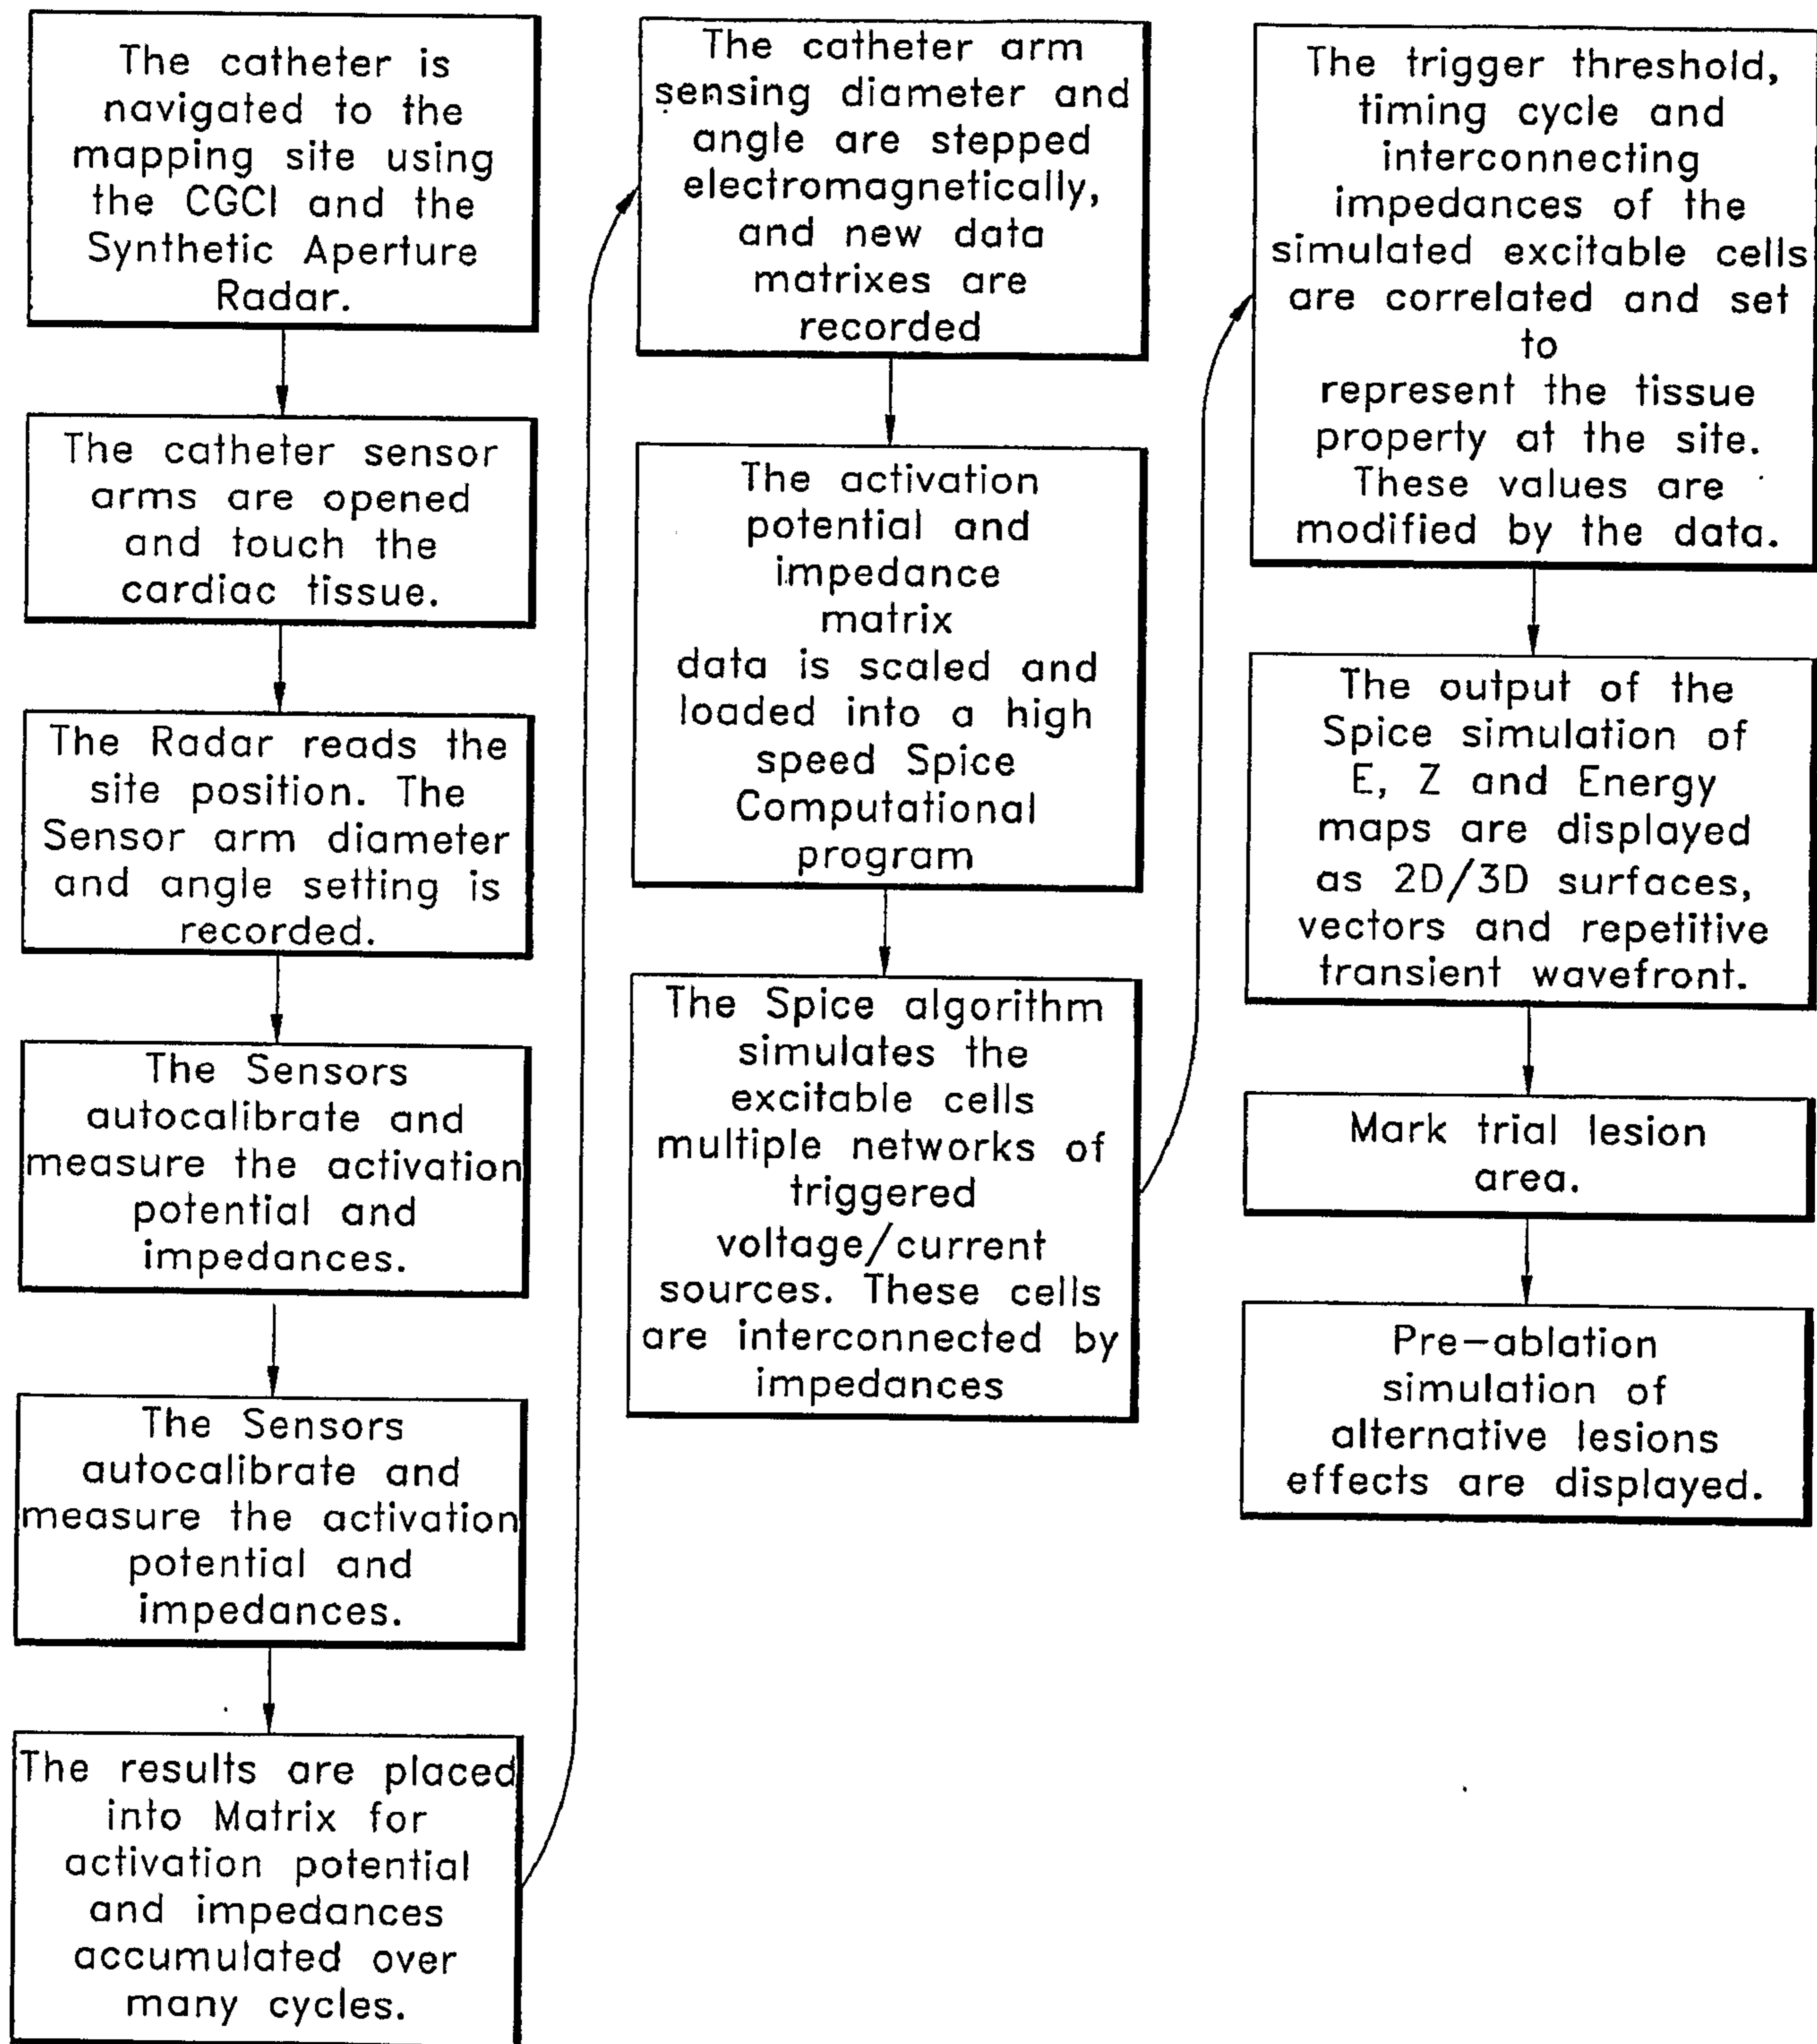 The catheter is
navigated to the
mapping site using
the CGCI and the
Synthetic Aperture
Radar.
The catheter sensor
arms are opened
and touch the
cardiac tissue.
The Radar reads the
site position. The
Sensor arm diameter
and angle setting is
recorded.
The Sensors
autocalibrate and
measure the activation
potential and
impedances.
The Sensors
autocalibrate and
measure the activation
potential and
impedances.
The results are placed
into Matrix for
activation potential
and impedances
accumulated over
many cycles.
The catheter arm
sensing diameter and
angle are stepped
electromagnetically,
and new data
matrixes are
recorded
The activation
potential and
impedance
matrix
data is scaled and
loaded into a high
speed Spice
Computational
program
The Spice algorithm
simulates the
excitable cells
multiple networks of
triggered
voltage/current
sources. These cells
are interconnected by
impedances
The trigger threshold,
timing cycle and
interconnecting
impedances of the
simulated excitable cells
are correlated and set
to
represent the tissue
property at the site.
These values are
modified by the data.
The output of the
Spice simulation of
E, Z and Energy
maps are displayed
as 2D/3D surfaces,
vectors and repetitive
transient wavefront.
Mark trial lesion
area.
Pre-ablation
simulation of
alternative lesions
effects are displayed.